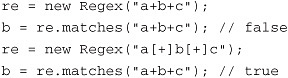 re = new Regex("a+b+c");
b = re.matches("a+b+c"); // false
re = new Regex("a[+]b[+]c");
b = re.matches("a+b+c"); // true